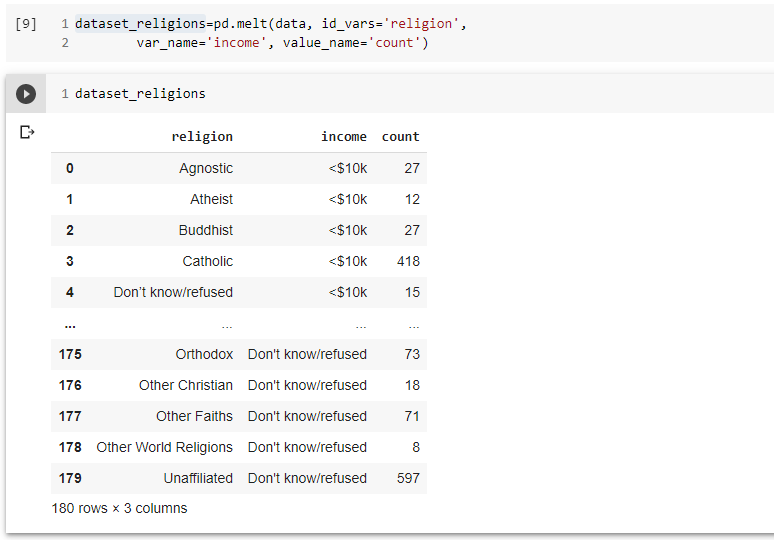 [9] 1 dataset_religions=pd.melt(data, id_vars='religion',
2 var_name='income', value_name='count')
1 dataset_religions
religion income count
0 Agnostic <$10k 27
1 Atheist <$10k 12
2 Buddhist <$10k 27
3 Catholic <$10k 418
4 Don’t know/refused <$10k 15
... ... ... ...
175 Orthodox Don't know/refused 73
176 Other Christian Don't know/refused 18
177 Other Faiths Don't know/refused 71
178 Other World Religions Don't know/refused 8
179 Unaffiliated Don't know/refused 597
180 rows × 3 columns